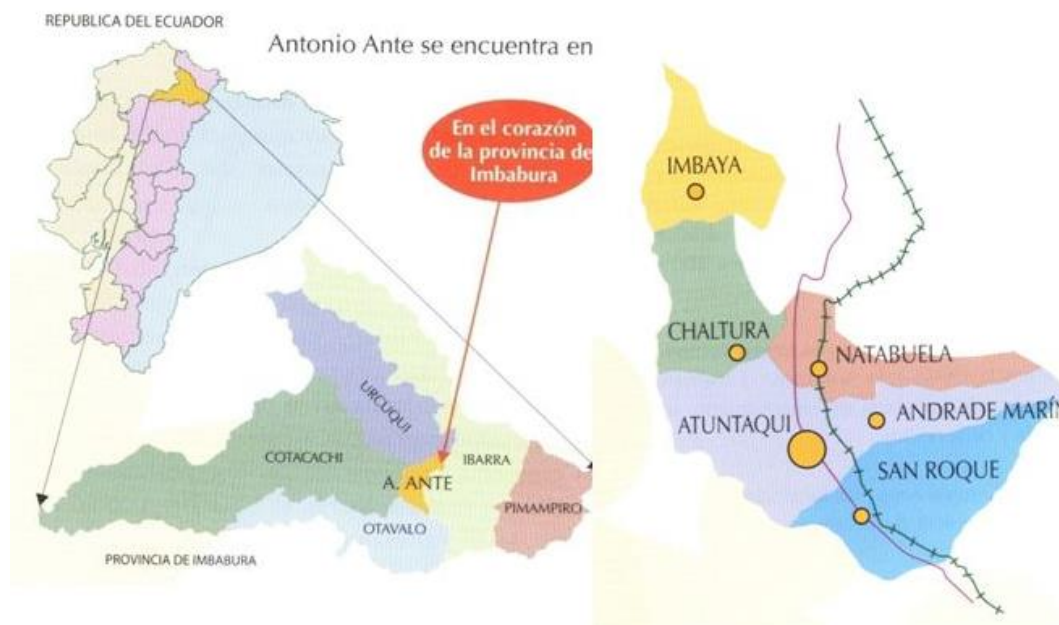 REPUBLICA DEL ECUADOR
Antonio Ante se encuentra en
En el corazón
de la provincia de
Imbabura
URCUQUI
COTACACHI
IBARRA
A. ANTE
PIMAMPIRO
OTAVALO
PROVINCIA DE IMBABURA
IMBAYA
CHALTURA
NATABUELA
ATUNTAQUI
ANDRADE MARÍN
SAN ROQUE